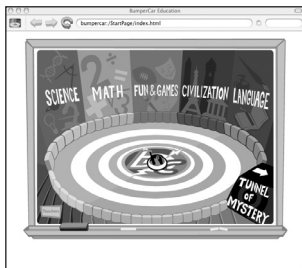 BumperCar Education
bumpercar:/StartPage/index.html
SCIENCE MATH FUN & GAMES CIVILIZATION LANGUAGE
TUNNEL
OF
MYSTERY